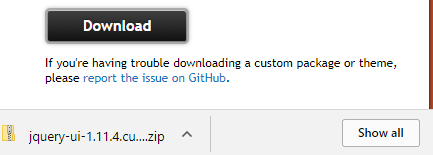 Download
If you're having trouble downloading a custom package or theme,
please report the issue on GitHub.
jquery-ui-1.11.4.cu....zip
Show all